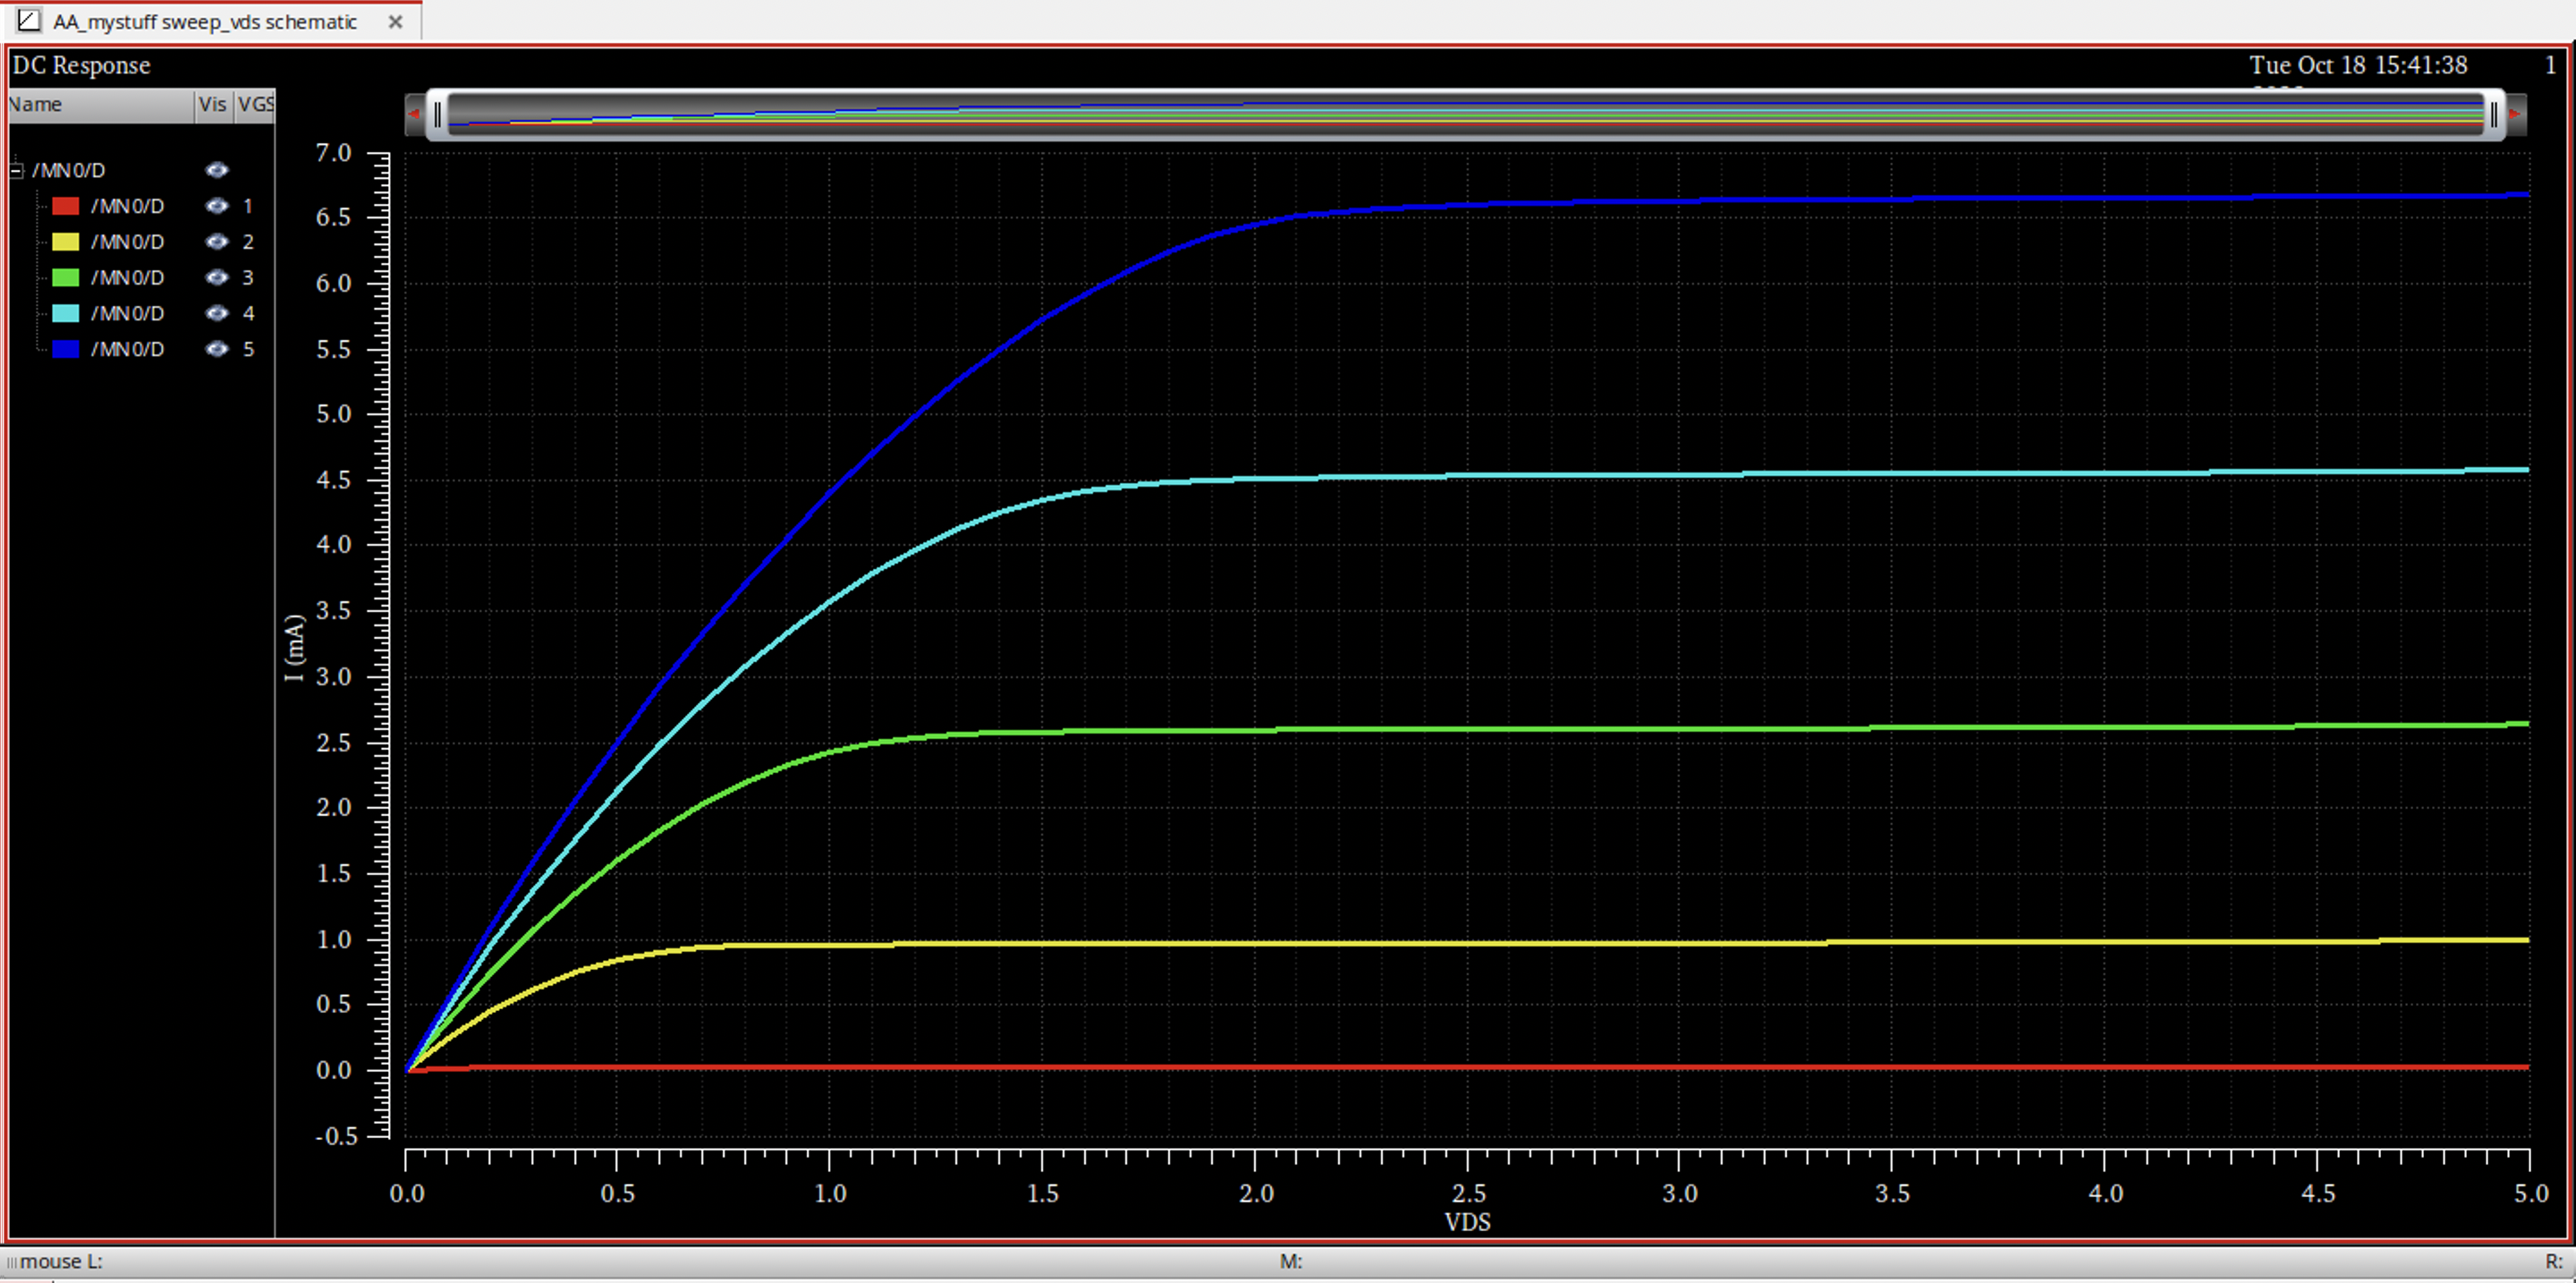 AA_mystuff sweep_vds schematic
DC Response
Tue Oct 18 15:41:38 1
Name Vis VGS
/MN0/D
/MN0/D 1
/MN0/D 2
/MN0/D 3
/MN0/D 4
/MN0/D 5
7.0
6.5
6.0
5.5
5.0
4.5
4.0
3.5
3.0
2.5
2.0
1.5
1.0
0.5
0.0
-0.5
I (mA)
0.0 0.5 1.0 1.5 2.0 2.5 3.0 3.5 4.0 4.5 5.0
VDS
mouse L: M: R: